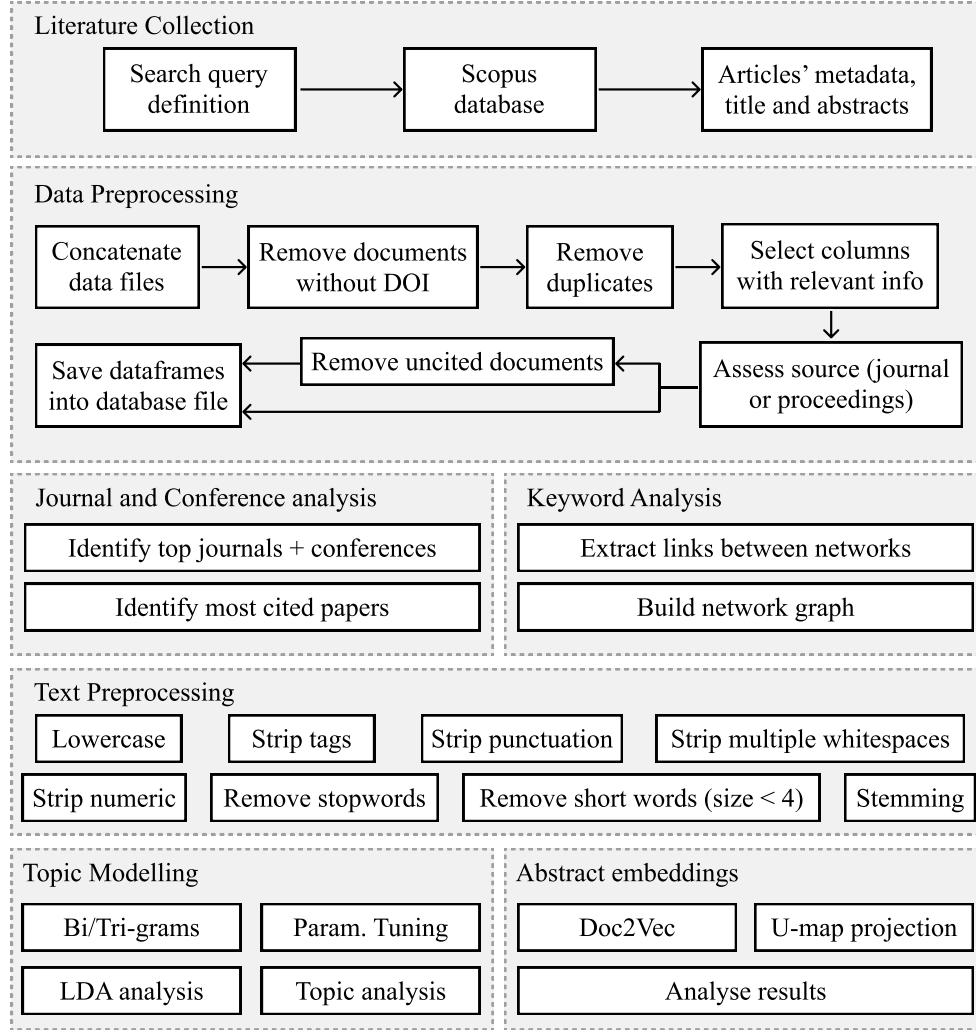 Literature Collection
Search query
definition
Scopus
database
Articles’ metadata,
title and abstracts
Data Preprocessing
Concatenate
data files
Remove documents
without DOI
Remove
duplicates
Select columns
with relevant info
Save dataframes
into database file
Remove uncited documents
Assess source (journal
or proceedings)
Journal and Conference analysis
Identify top journals + conferences
Identify most cited papers
Keyword Analysis
Extract links between networks
Build network graph
Text Preprocessing
Lowercase
Strip tags
Strip punctuation
Strip multiple whitespaces
Strip numeric
Remove stopwords
Remove short words (size < 4)
Stemming
Topic Modelling
Bi/Tri-grams
Param. Tuning
LDA analysis
Topic analysis
Abstract embeddings
Doc2Vec
U-map projection
Analyse results